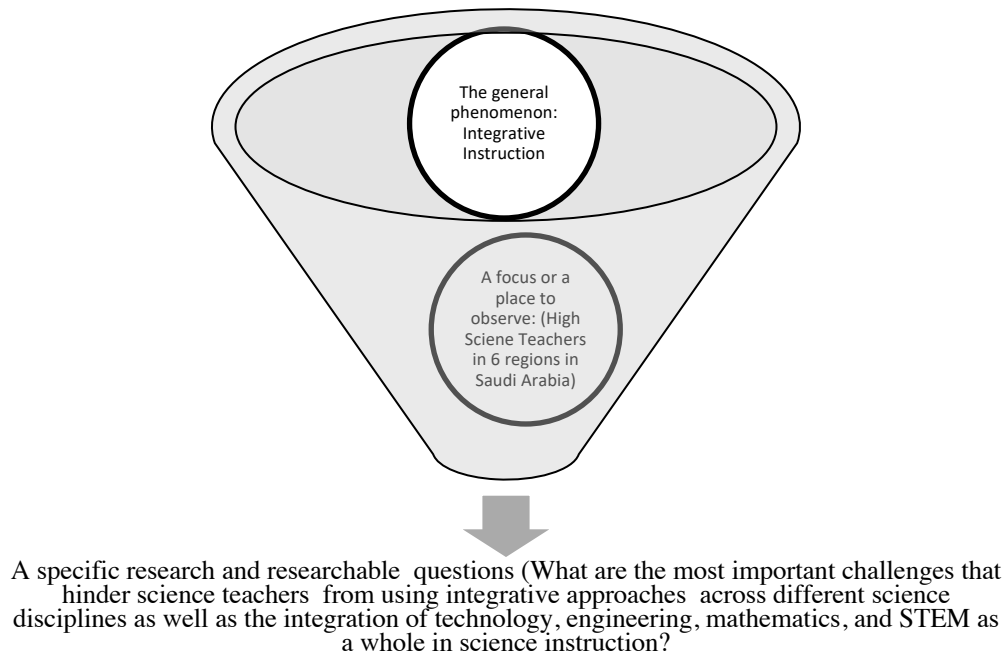 The general
phenomenon:
Integrative
Instruction
A focus or a
place to
observe: (High
Sciene Teachers
in 6 regions in
Saudi Arabia)
A specific research and researchable  questions (What are the most important challenges that
hinder science teachers  from using integrative approaches  across different science
disciplines as well as the integration of technology, engineering, mathematics, and STEM as
a whole in science instruction?